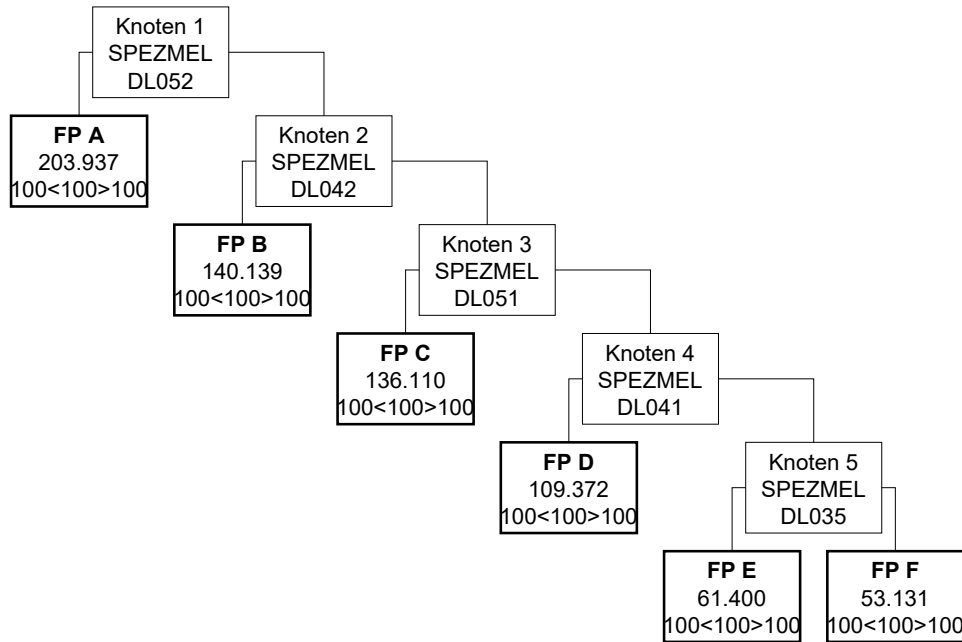 Knoten 1
SPEZMEL
DL052
FP A
203.937
100<100>100
Knoten 2
SPEZMEL
DL042
FP B
140.139
100<100>100
Knoten 3
SPEZMEL
DL051
FP C
136.110
100<100>100
Knoten 4
SPEZMEL
DL041
FP D
109.372
100<100>100
Knoten 5
SPEZMEL
DL035
FP E
61.400
100<100>100
FP F
53.131
100<100>100